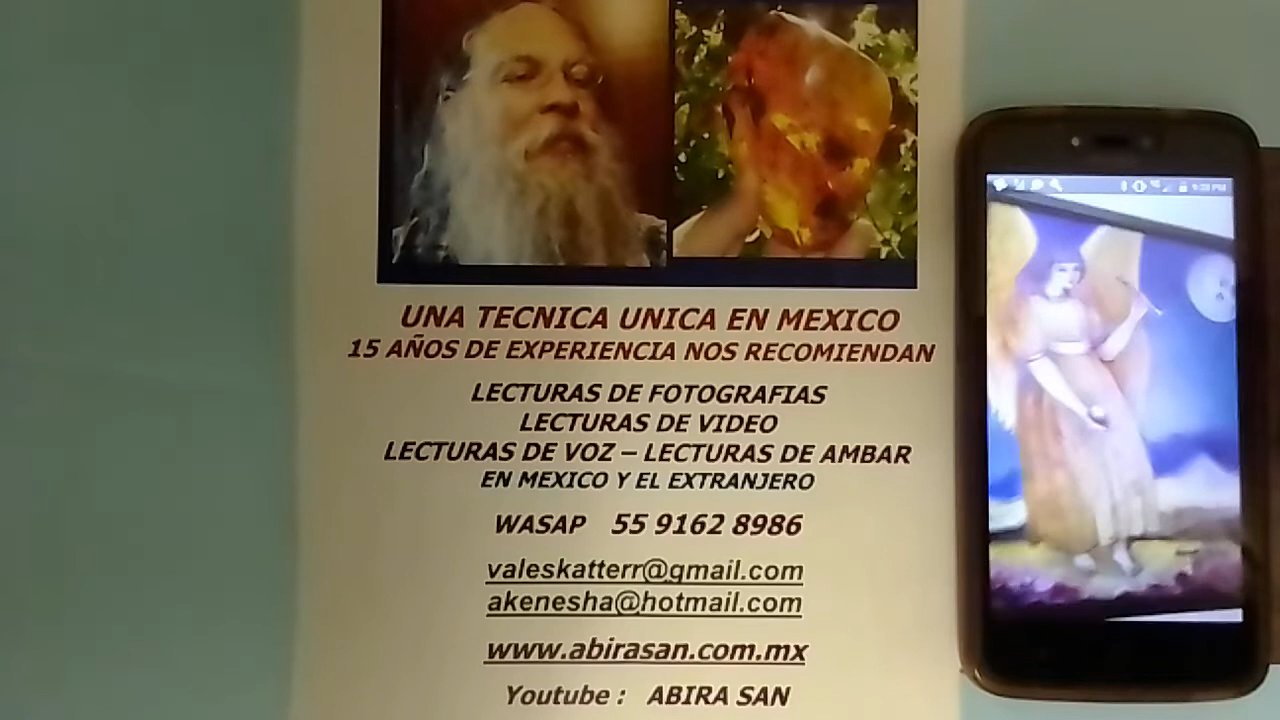 UNA TECNICA UNICA EN MEXICO
15 AÑOS DE EXPERIENCIA NOS RECOMIENDAN
LECTURAS DE FOTOGRAFIAS
LECTURAS DE VIDEO
LECTURAS DE VOZ – LECTURAS DE AMBAR
EN MEXICO Y EL EXTRANJERO
WASAP 55 9162 8986
valeskatterr@gmail.com
akenesha@hotmail.com
www.abirasan.com.mx
Youtube : ABIRA SAN